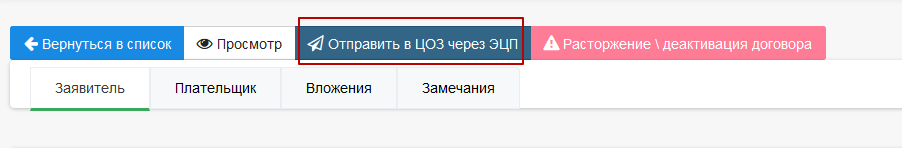 Вернуться в список Просмотр Отправить в ЦОЗ через ЭЦП Расторжение \ деактивация договора
Заявитель Плательщик Вложения Замечания